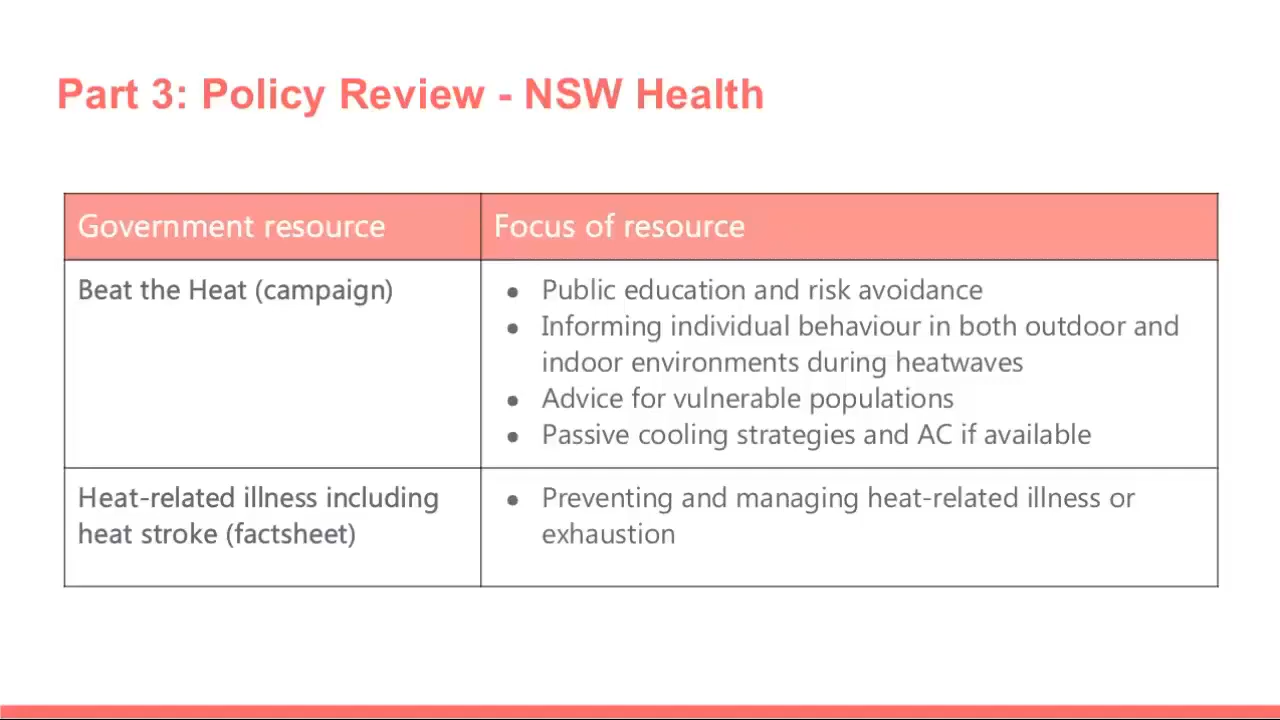 Part 3: Policy Review - NSW Health
Government resource
Focus of resource
Beat the Heat (campaign)
● Public education and risk avoidance
● Informing individual behaviour in both outdoor and
indoor environments during heatwaves
● Advice for vulnerable populations
● Passive cooling strategies and AC if available
Heat-related illness including
heat stroke (factsheet)
● Preventing and managing heat-related illness or
exhaustion